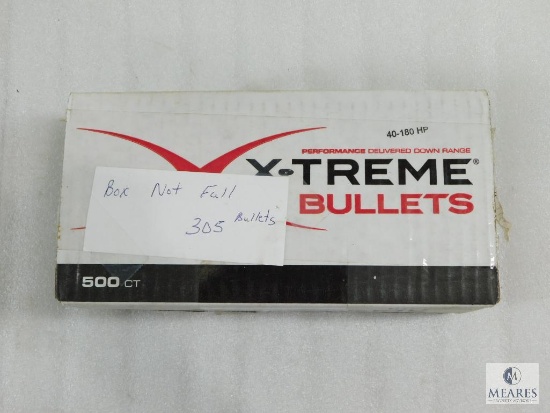 40-180 HP
PERFORMANCE DELIVERED DOWN RANGE
X•TREME®
BULLETS
Box Not Full
305 Bullets
500 CT
M
MEARES